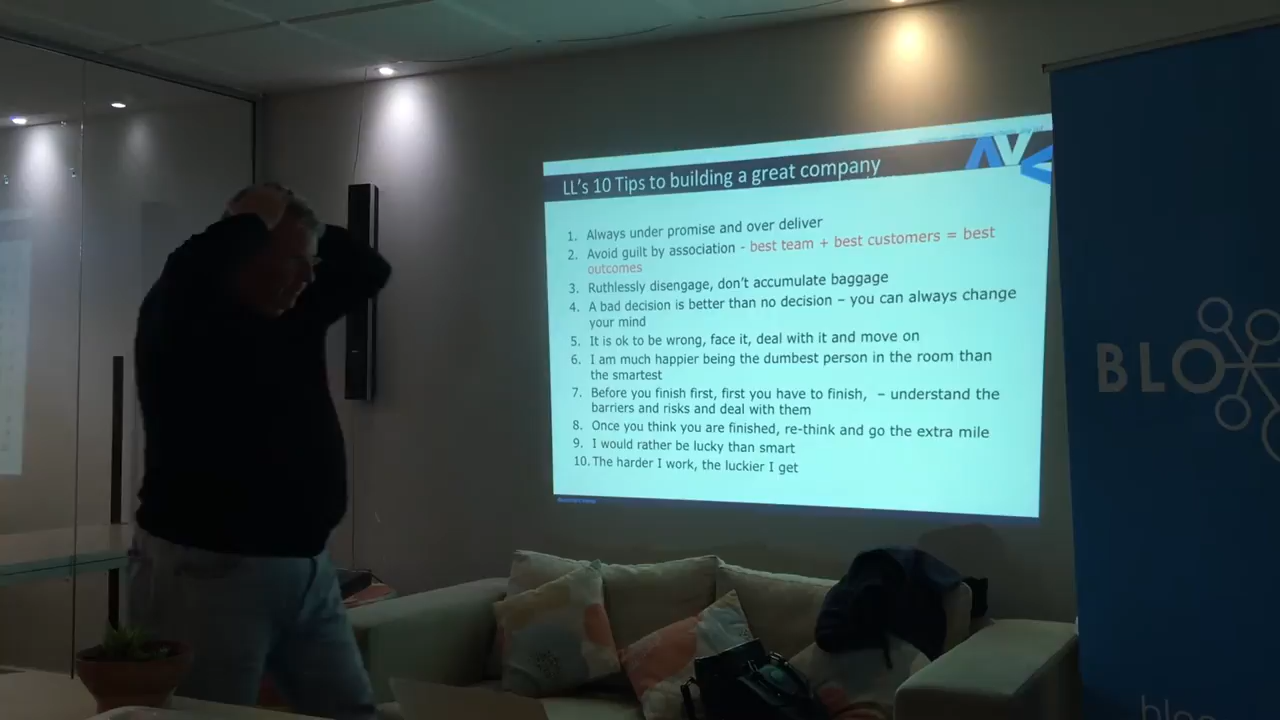 LL's 10 Tips to building a great company
1. Always under promise and over deliver
2. Avoid guilt by association - best team + best customers = best
outcomes
3. Ruthlessly disengage, don't accumulate baggage
4. A bad decision is better than no decision – you can always change
your mind
5. It is ok to be wrong, face it, deal with it and move on
6. I am much happier being the dumbest person in the room than
the smartest
7. Before you finish first, first you have to finish, – understand the
barriers and risks and deal with them
8. Once you think you are finished, re-think and go the extra mile
9. I would rather be lucky than smart
10. The harder I work, the luckier I get
BLO